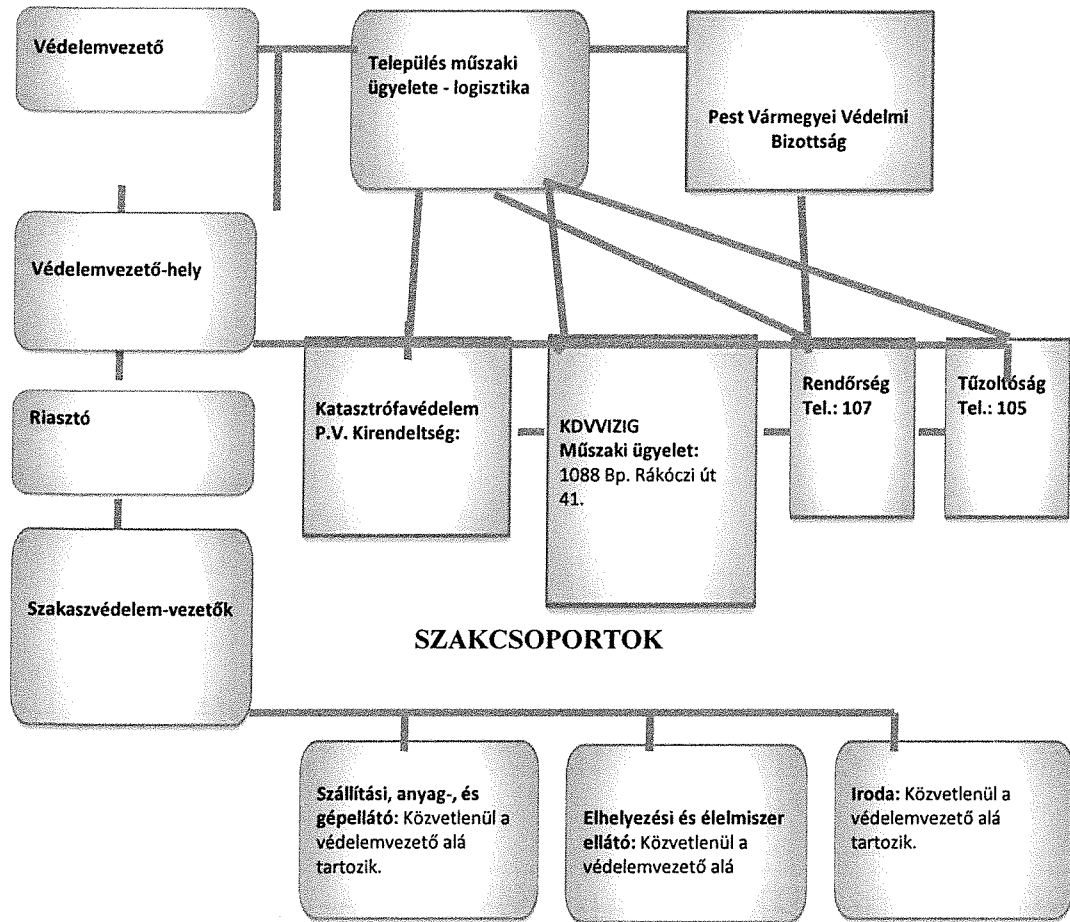 Védelemvezető
Település műszaki
ügyelete - logisztika
Pest Vármegyei Védelmi
Bizottság
Védelemvezető-hely
Riasztó
Katasztrófavédelem
P.V. Kirendeltség:
KDVVIZIG
Műszaki ügyelet:
1088 Bp. Rákóczi út
41.
Rendőrség
Tel.: 107
Tűzoltóság
Tel.: 105
Szakaszvédelem-vezetők
SZAKCSOPORTOK
Szállítási, anyag-, és
gépellátó: Közvetlenül a
védelemvezető alá
tartozik.
Elhelyezési és élelmiszer
ellátó: Közvetlenül a
védelemvezető alá
Iroda: Közvetlenül a
védelemvezető alá
tartozik.